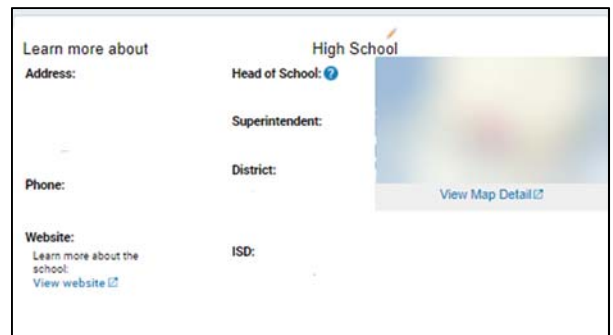 Learn more about High School
Address:
Head of School: ?
Superintendent:
District:
Phone:
View Map Detail
Website:
Learn more about the
school:
View website
ISD: